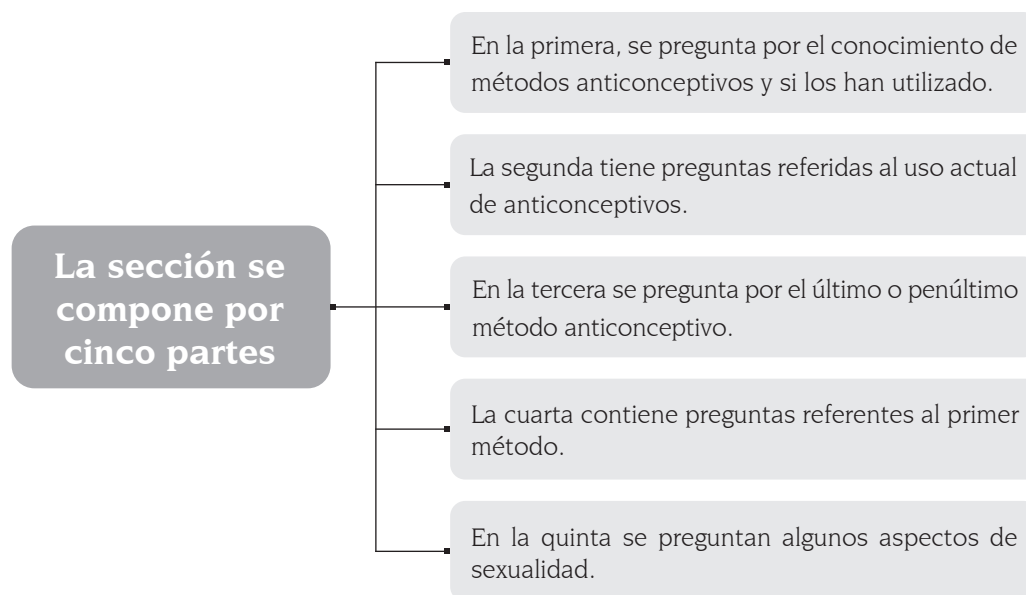 La sección se
compone por
cinco partes
En la primera, se pregunta por el conocimiento de
métodos anticonceptivos y si los han utilizado.
La segunda tiene preguntas referidas al uso actual
de anticonceptivos.
En la tercera se pregunta por el último o penúltimo
método anticonceptivo.
La cuarta contiene preguntas referentes al primer
método.
En la quinta se preguntan algunos aspectos de
sexualidad.